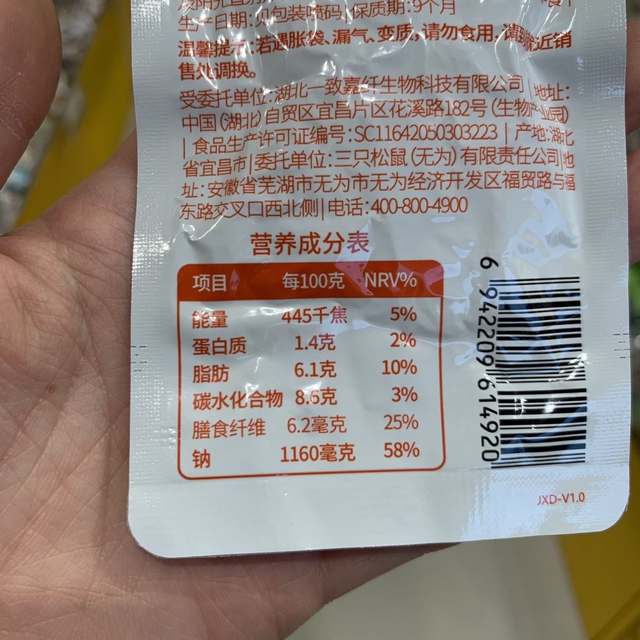 生产日期:见包装喷码|保质期:9个月
温馨提示:若遇胀袋、漏气、变质,请勿食用,请到就近销
售处调换。
受委托单位:湖北一致嘉纤生物科技有限公司|地址:
中国(湖北)自贸区宜昌片区花溪路182号(生物产业园)
|食品生产许可证编号:SC11642050303223|产地:湖北
省宜昌市|委托单位:三只松鼠(无为)有限责任公司|地
址:安徽省芜湖市无为市无为经济开发区福贸路与福
东路交叉口西北侧|电话:400-800-4900
营养成分表
项目 每100克 NRV%
能量 445千焦 5%
蛋白质 1.4克 2%
脂肪 6.1克 10%
碳水化合物 8.6克 3%
膳食纤维 6.2毫克 25%
钠 1160毫克 58%
6 942209 614920
JXD-V1.0